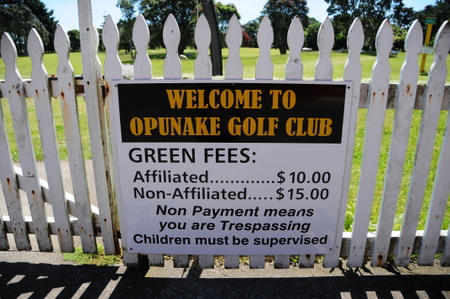 WELCOME TO
OPUNAKE GOLF CLUB
GREEN FEES:
Affiliated.............$10.00
Non-Affiliated.....$15.00
Non Payment means
you are Trespassing
Children must be supervised